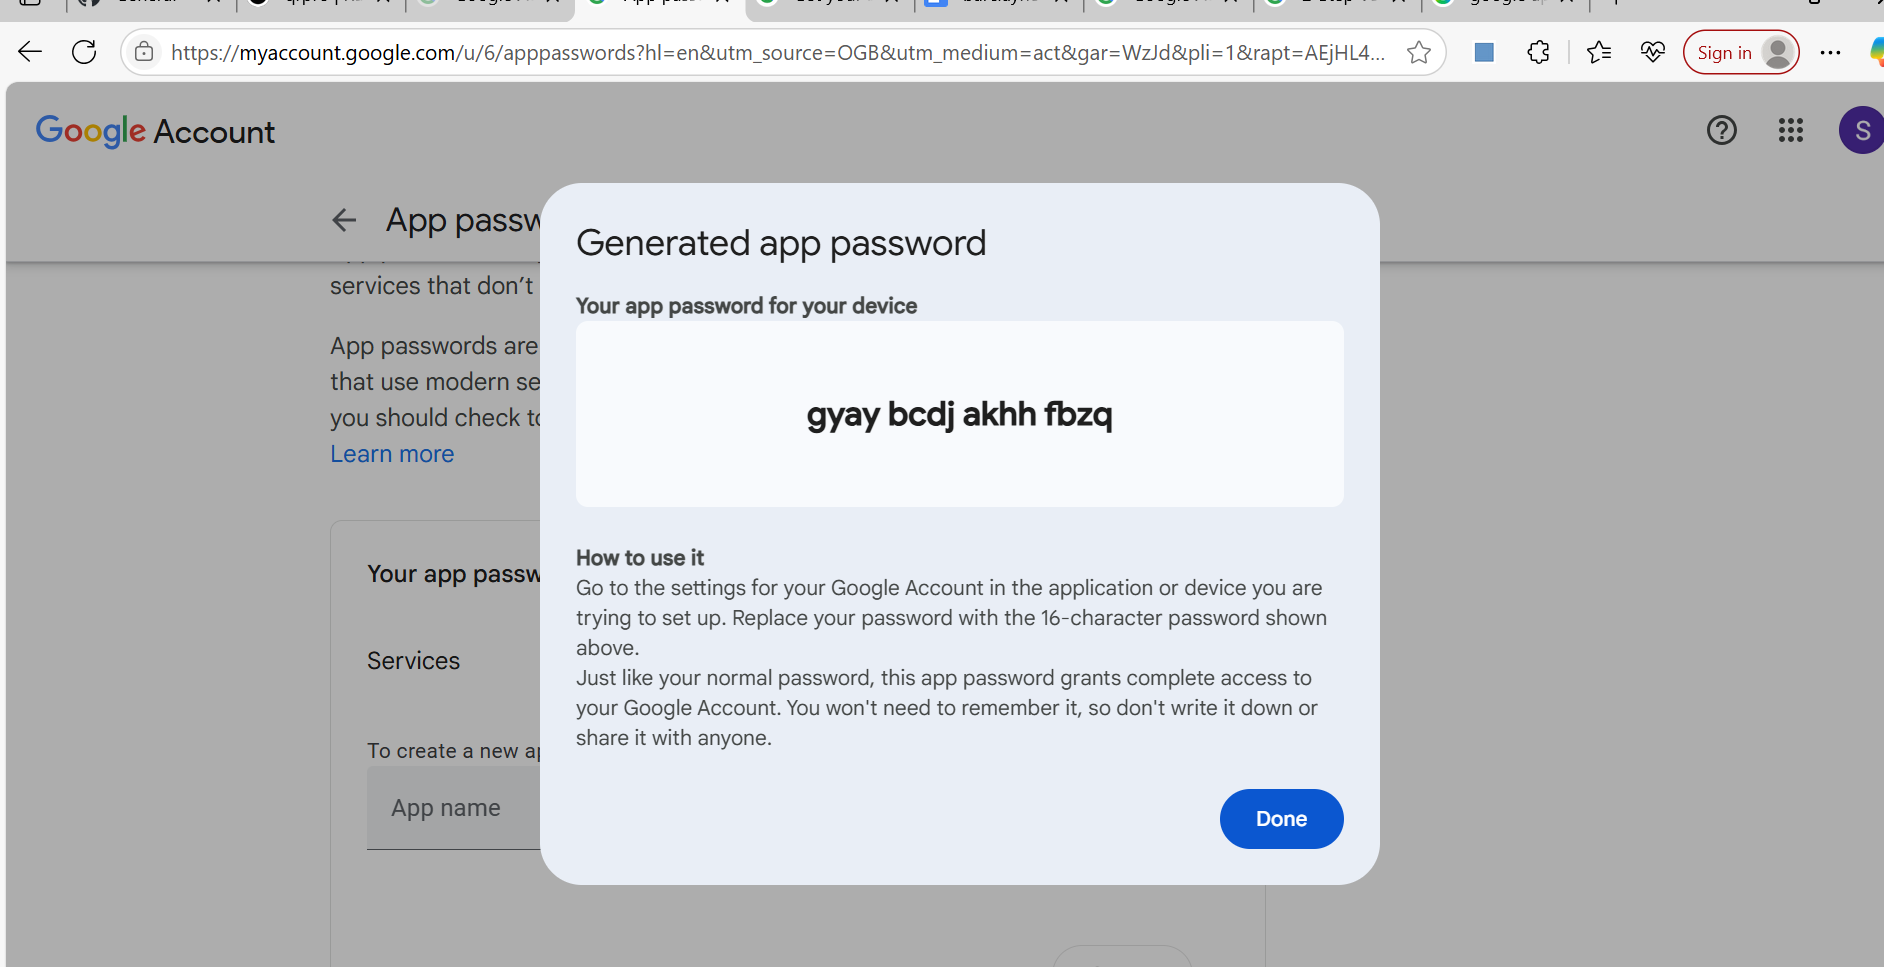 https://myaccount.google.com/u/6/apppasswords?hl=en&utm_source=OGB&utm_medium=act&gar=WzJd&pli=1&rapt=AEjHL4...
Sign in
Google Account
S
App passw
services that don’t
App passwords are
that use modern se
you should check to
Learn more
Your app passw
Services
To create a new ap
App name
Generated app password
Your app password for your device
gyay bcdj akhh fbzq
How to use it
Go to the settings for your Google Account in the application or device you are
trying to set up. Replace your password with the 16-character password shown
above.
Just like your normal password, this app password grants complete access to
your Google Account. You won't need to remember it, so don't write it down or
share it with anyone.
Done